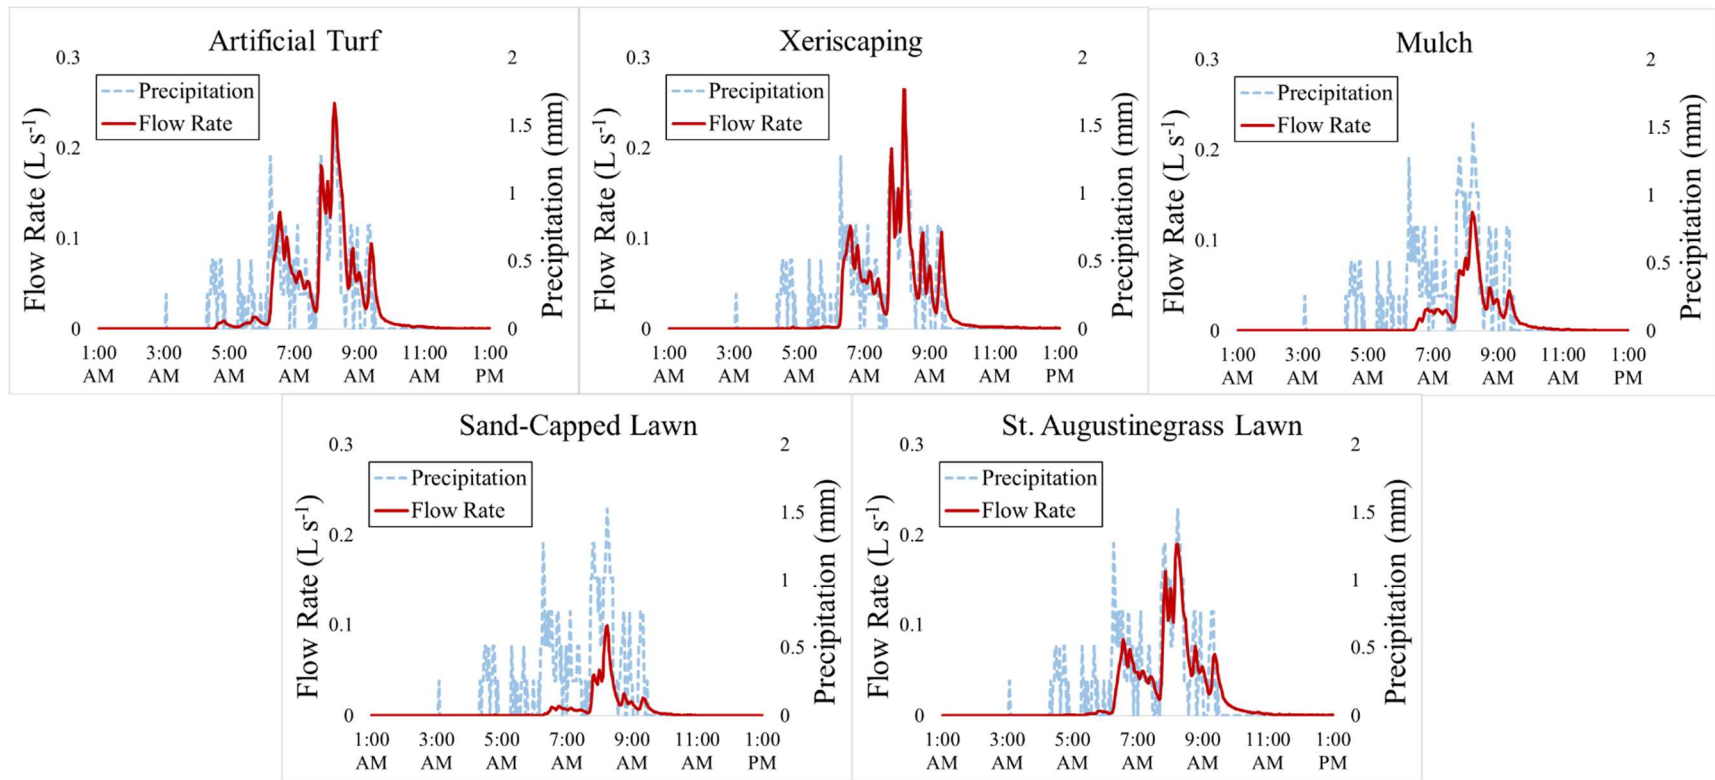 Artificial Turf
0.3
2
Precipitation
Flow Rate
1.5
0.2
1
0.1
0.5
0
0
Flow Rate (L s-1)
Precipitation (mm)
1:00 AM
3:00 AM
5:00 AM
7:00 AM
9:00 AM
11:00 AM
1:00 PM
Xeriscaping
0.3
2
Precipitation
Flow Rate
1.5
0.2
1
0.1
0.5
0
0
Flow Rate (L s-1)
Precipitation (mm)
1:00 AM
3:00 AM
5:00 AM
7:00 AM
9:00 AM
11:00 AM
1:00 PM
Mulch
0.3
2
Precipitation
Flow Rate
1.5
0.2
1
0.1
0.5
0
0
Flow Rate (L s-1)
Precipitation (mm)
1:00 AM
3:00 AM
5:00 AM
7:00 AM
9:00 AM
11:00 AM
1:00 PM
Sand-Capped Lawn
0.3
2
Precipitation
Flow Rate
1.5
0.2
1
0.1
0.5
0
0
Flow Rate (L s-1)
Precipitation (mm)
1:00 AM
3:00 AM
5:00 AM
7:00 AM
9:00 AM
11:00 AM
1:00 PM
St. Augustinegrass Lawn
0.3
2
Precipitation
Flow Rate
1.5
0.2
1
0.1
0.5
0
0
Flow Rate (L s-1)
Precipitation (mm)
1:00 AM
3:00 AM
5:00 AM
7:00 AM
9:00 AM
11:00 AM
1:00 PM